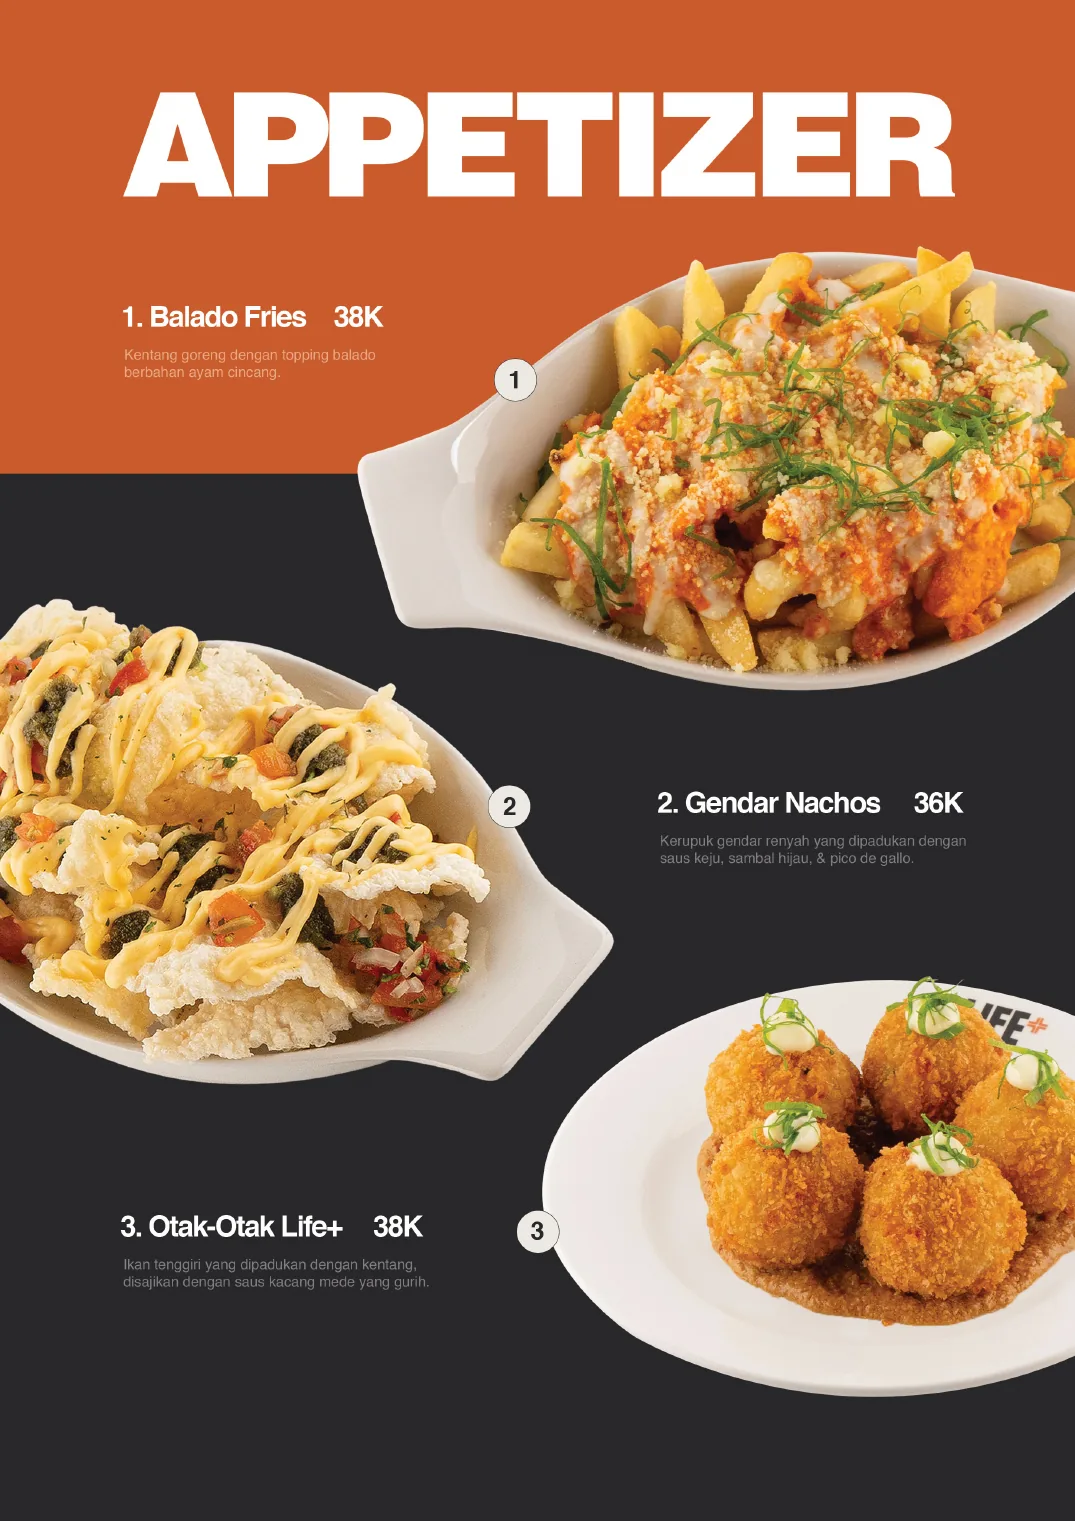 APPETIZER
1. Balado Fries 38K
Kentang goreng dengan topping balado
berbahan ayam cincang.
1
2
2. Gendar Nachos 36K
Kerupuk gendar renyah yang dipadukan dengan
saus keju, sambal hijau, & pico de gallo.
LIFE+
3. Otak-Otak Life+ 38K
3
Ikan tenggiri yang dipadukan dengan kentang,
disajikan dengan saus kacang mede yang gurih.